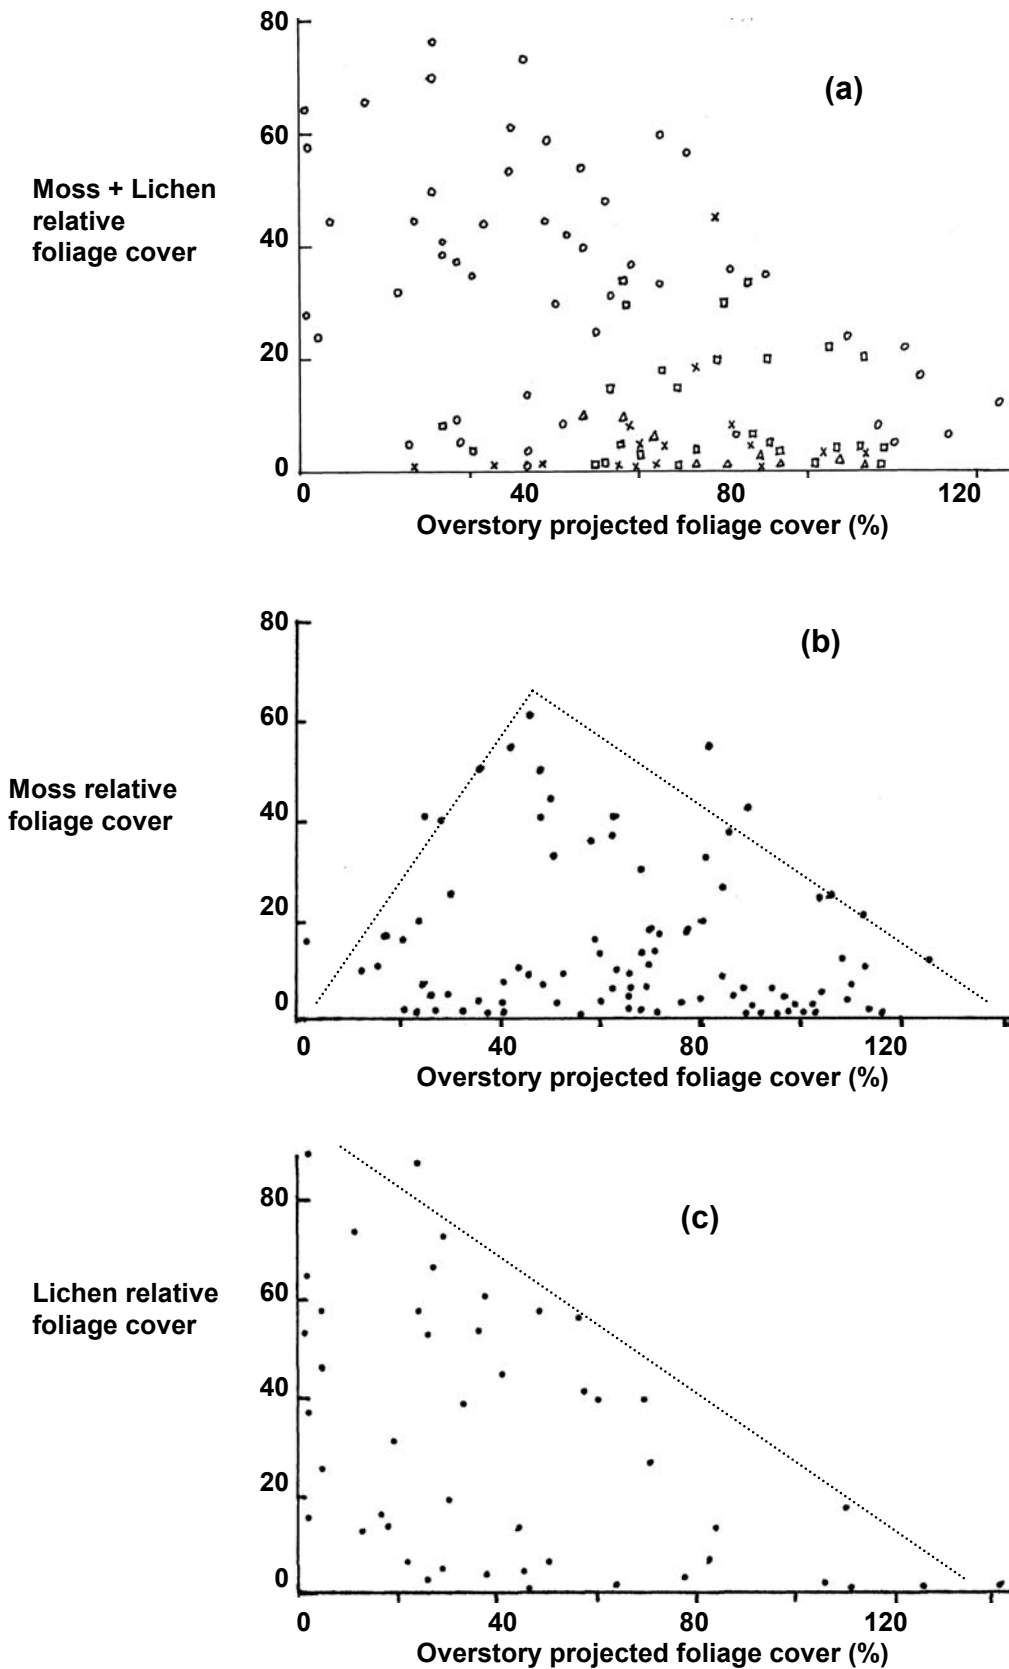 80
(a)
60
Moss + Lichen
relative
foliage cover
40
20
0
0 40 80 120
Overstory projected foliage cover (%)
80
(b)
60
Moss relative
foliage cover
40
20
0
0 40 80 120
Overstory projected foliage cover (%)
80
(c)
60
Lichen relative
foliage cover
40
20
0
0 40 80 120
Overstory projected foliage cover (%)